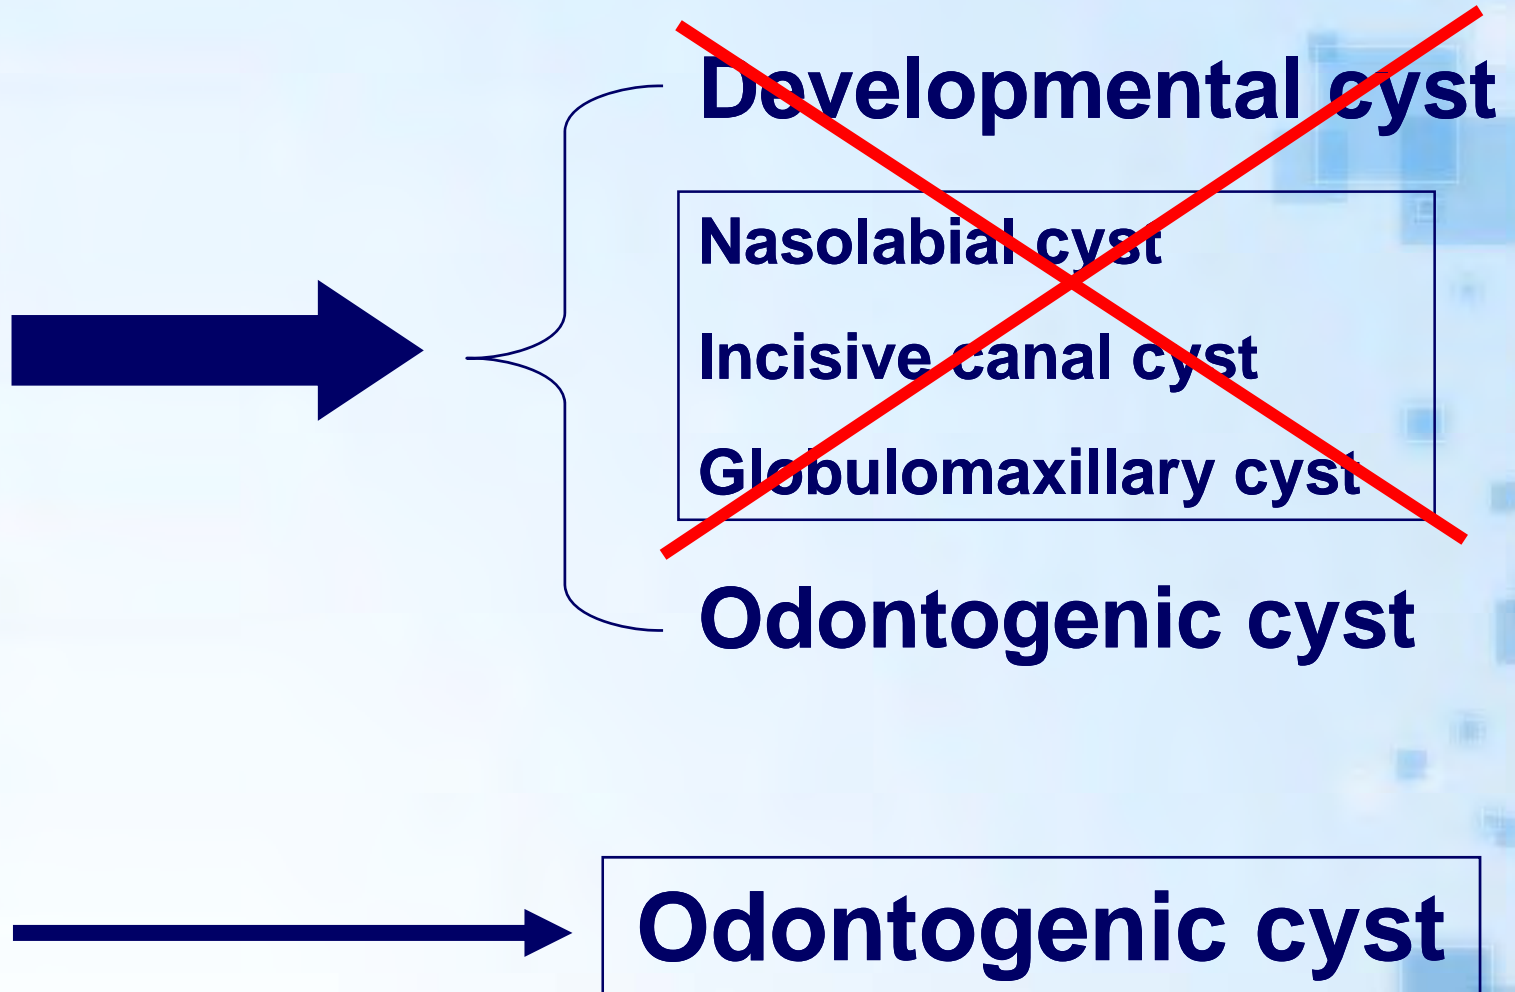 Developmental cyst
Nasolabial cyst
Incisive canal cyst
Globulomaxillary cyst
Odontogenic cyst
Odontogenic cyst